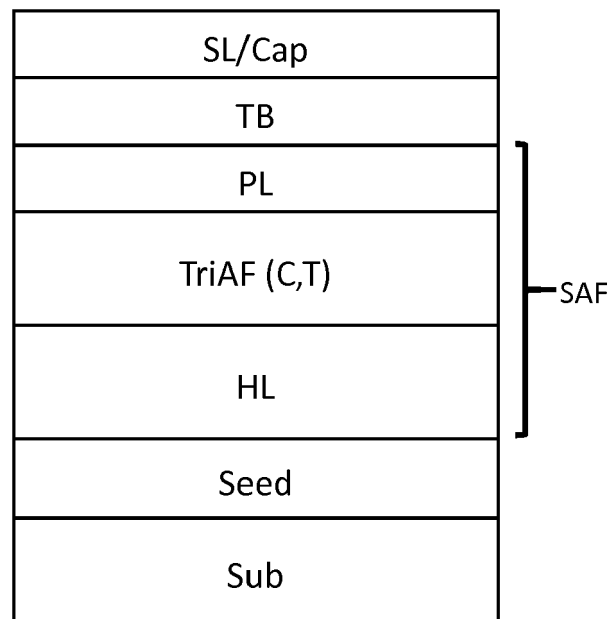 SL/Cap
TB
PL
TriAF (C,T)
SAF
HL
Seed
Sub